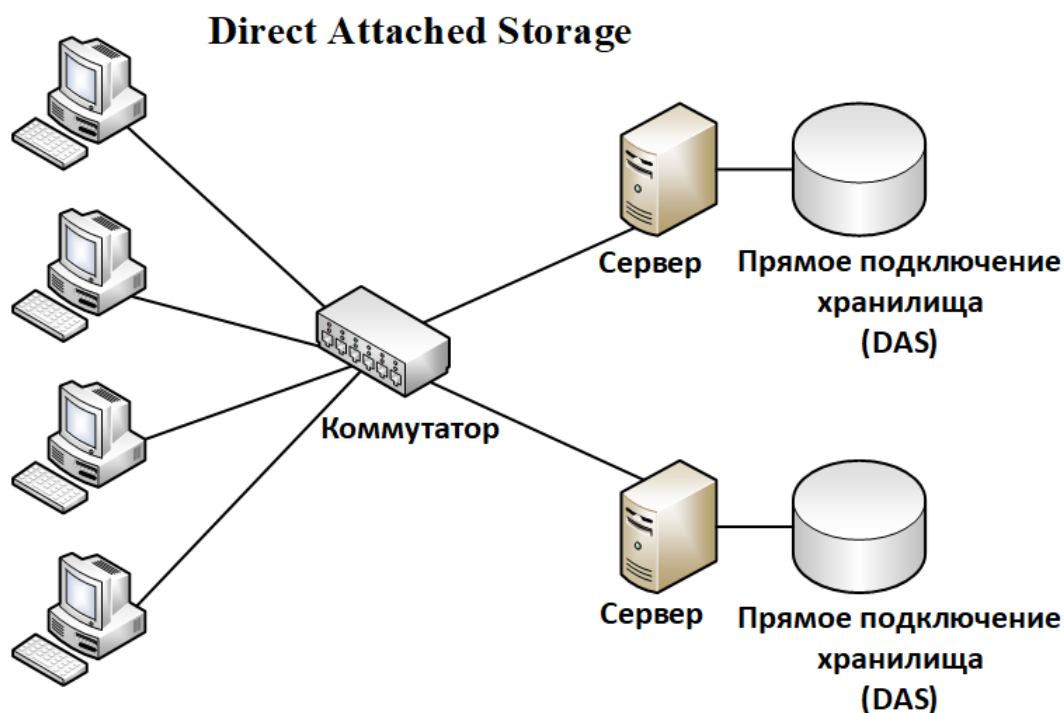 Direct Attached Storage
Сервер
Прямое подключение
хранилища
(DAS)
Коммутатор
Сервер
Прямое подключение
хранилища
(DAS)